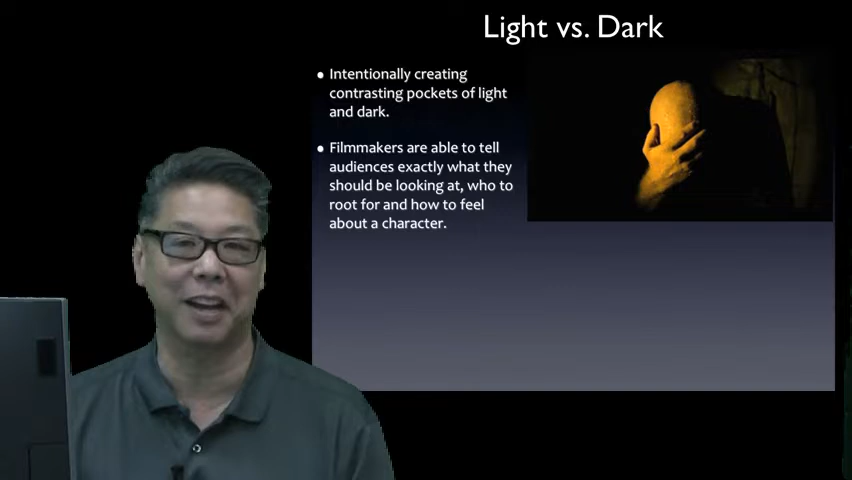 Light vs. Dark
• Intentionally creating
contrasting pockets of light
and dark.
• Filmmakers are able to tell
audiences exactly what they
should be looking at, who to
root for and how to feel
about a character.